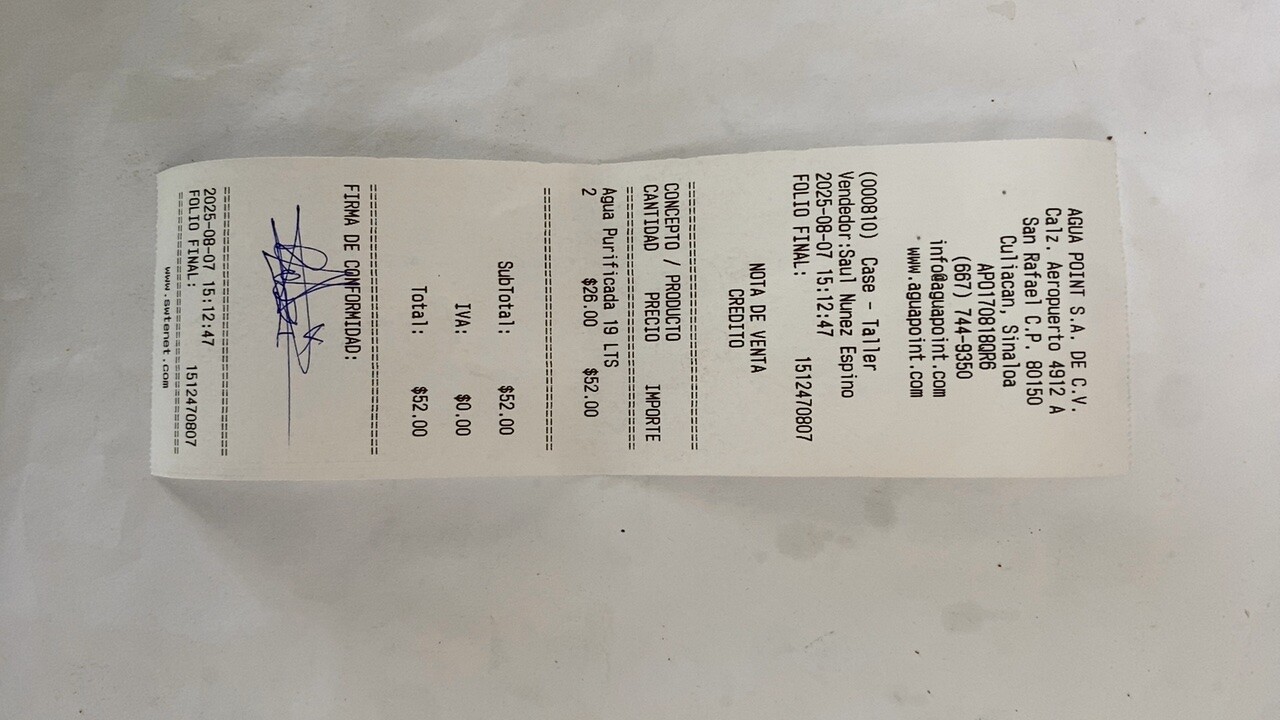 AGUA POINT S.A. DE C.V.
Calz. Aeropuerto 4912 A
San Rafael C.P. 80150
Culiacan, Sinaloa
APO170818QR6
(667) 744-9350
info@aguapoint.com
www.aguapoint.com
(000810) Case - Taller
Vendedor:Saul Nunez Espino
2025-08-07 15:12:47
FOLIO FINAL: 1512470807
NOTA DE VENTA
CREDITO
==============================
CONCEPTO / PRODUCTO
CANTIDAD PRECIO IMPORTE
==============================
Agua Purificada 19 LTS
2 $26.00 $52.00
==============================
SubTotal: $52.00
IVA: $0.00
Total: $52.00
==============================
FIRMA DE CONFORMIDAD:
==============================
2025-08-07 15:12:47
FOLIO FINAL: 1512470807
==============================
www.swtenet.com